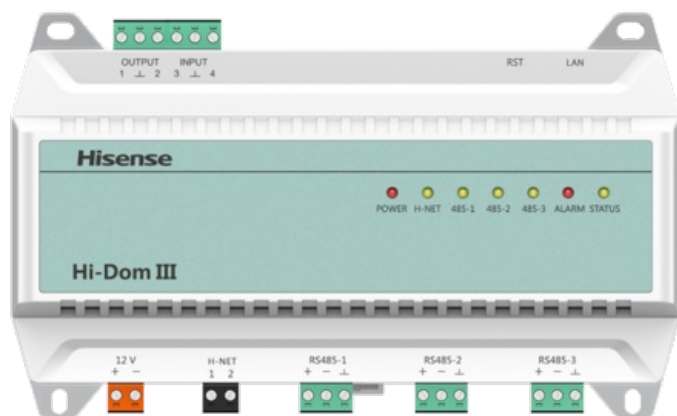 OUTPUT INPUT RST LAN
1 ⊥ 2 3 ⊥ 4
Hisense
POWER H-NET 485-1 485-2 485-3 ALARM STATUS
Hi-Dom III
12 V H-NET RS485-1 RS485-2 RS485-3
+ − 1 2 + − ⊥ + − ⊥ + − ⊥